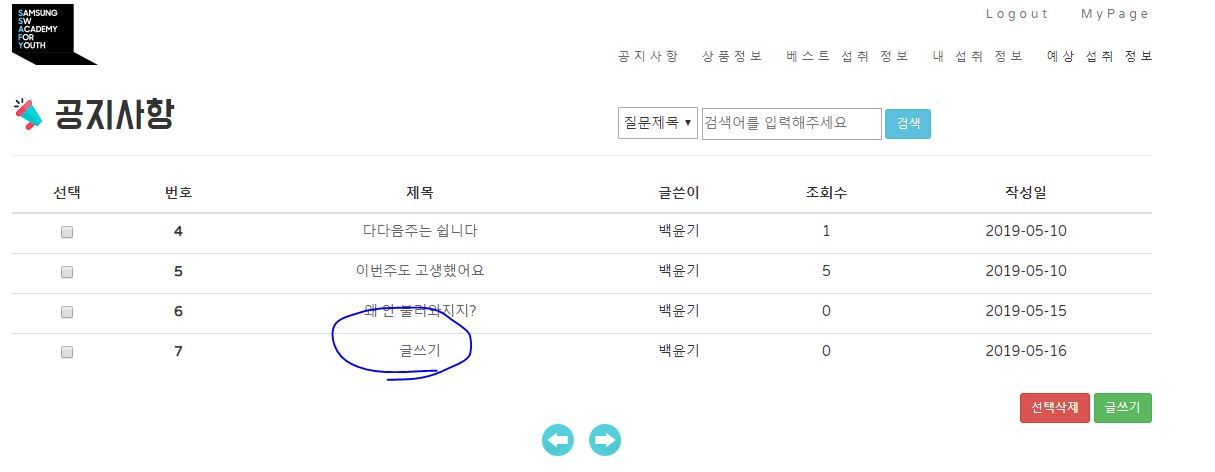 SAMSUNG
SW
ACADEMY
FOR
YOUTH
Logout MyPage
공지사항 상품정보 베스트 섭취 정보 내 섭취 정보 예상 섭취 정보
공지사항
질문제목 검색어를 입력해주세요 검색
선택 번호 제목 글쓴이 조회수 작성일
4 다다음주는 쉽니다 백윤기 1 2019-05-10
5 이번주도 고생했어요 백윤기 5 2019-05-10
6 왜 안 불러와지지? 백윤기 0 2019-05-15
7 글쓰기 백윤기 0 2019-05-16
선택삭제 글쓰기